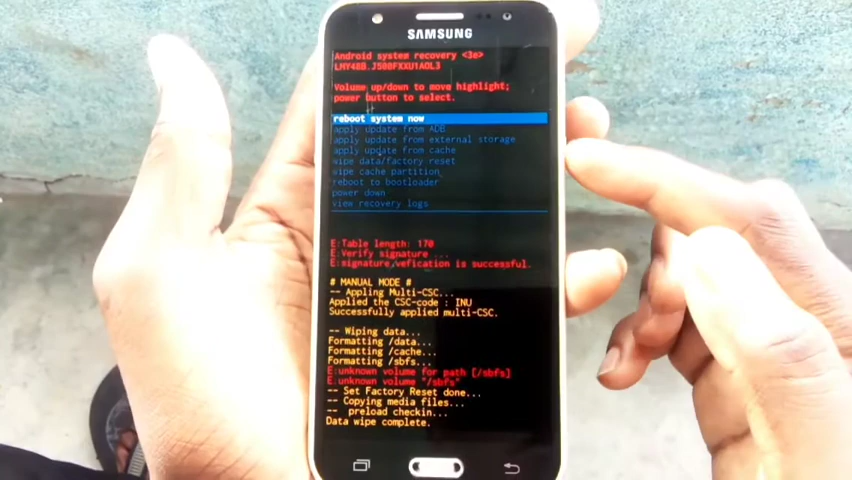 SAMSUNG
Android system recovery <3e>
LMY48B.J500FXXU1AOL3
Volume up/down to move highlight;
power button to select.
reboot system now
apply update from ADB
apply update from external storage
apply update from cache
wipe data/factory reset
wipe cache partition
reboot to bootloader
power down
view recovery logs
E:Table length: 170
E:Verify signature ...
E:signature/vefication is successful.
# MANUAL MODE #
-- Appling Multi-CSC...
Applied the CSC-code : INU
Successfully applied multi-CSC.
-- Wiping data...
Formatting /data...
Formatting /cache...
Formatting /sbfs...
E:unknown volume for path [/sbfs]
E:unknown volume "/sbfs"
-- Set Factory Reset done...
-- Copying media files...
-- preload checkin...
Data wipe complete.